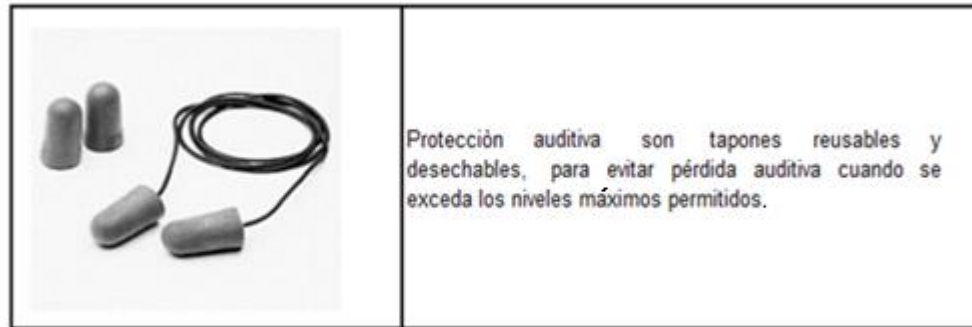 Protección auditiva son tapones reusables y
desechables, para evitar pérdida auditiva cuando se
exceda los niveles máximos permitidos.